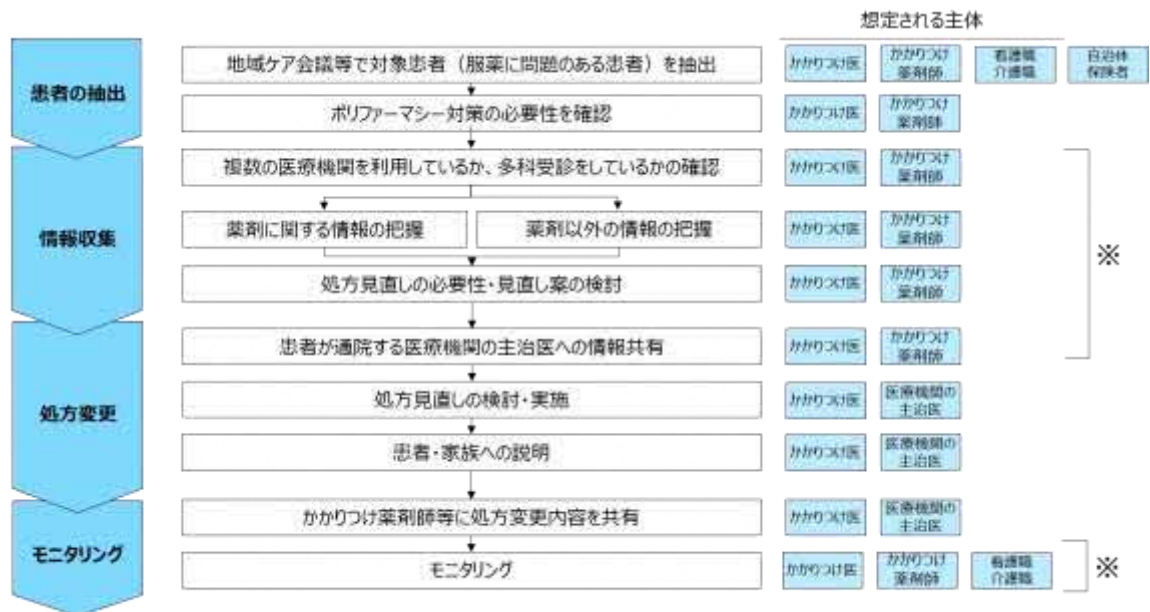 想定される主体
患者の抽出
地域ケア会議等で対象患者（服薬に問題のある患者）を抽出
かかりつけ医
かかりつけ
薬剤師
看護職
介護職
自治体
保険者
ポリファーマシー対策の必要性を確認
かかりつけ医
かかりつけ
薬剤師
情報収集
複数の医療機関を利用しているか、多科受診をしているかの確認
かかりつけ医
かかりつけ
薬剤師
薬剤に関する情報の把握
薬剤以外の情報の把握
かかりつけ医
かかりつけ
薬剤師
処方見直しの必要性・見直し案の検討
かかりつけ医
かかりつけ
薬剤師
※
処方変更
患者が通院する医療機関の主治医への情報共有
かかりつけ医
かかりつけ
薬剤師
処方見直しの検討・実施
かかりつけ医
医療機関の
主治医
患者・家族への説明
かかりつけ医
医療機関の
主治医
モニタリング
かかりつけ薬剤師等に処方変更内容を共有
かかりつけ医
医療機関の
主治医
モニタリング
かかりつけ医
かかりつけ
薬剤師
看護職
介護職
※